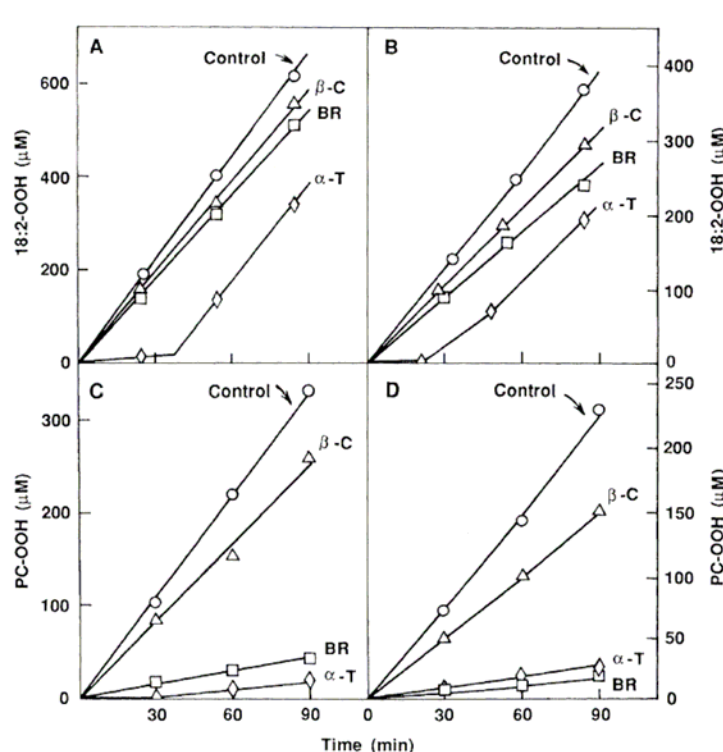 A
Control
β-C
BR
α-T
600
400
200
0
18:2-OOH (μM)
B
Control
β-C
BR
α-T
400
300
200
100
0
18:2-OOH (μM)
C
Control
β-C
BR
α-T
300
200
100
0
PC-OOH (μM)
30
60
90
D
Control
β-C
α-T
BR
250
200
150
100
50
0
PC-OOH (μM)
0
30
60
90
Time (min)